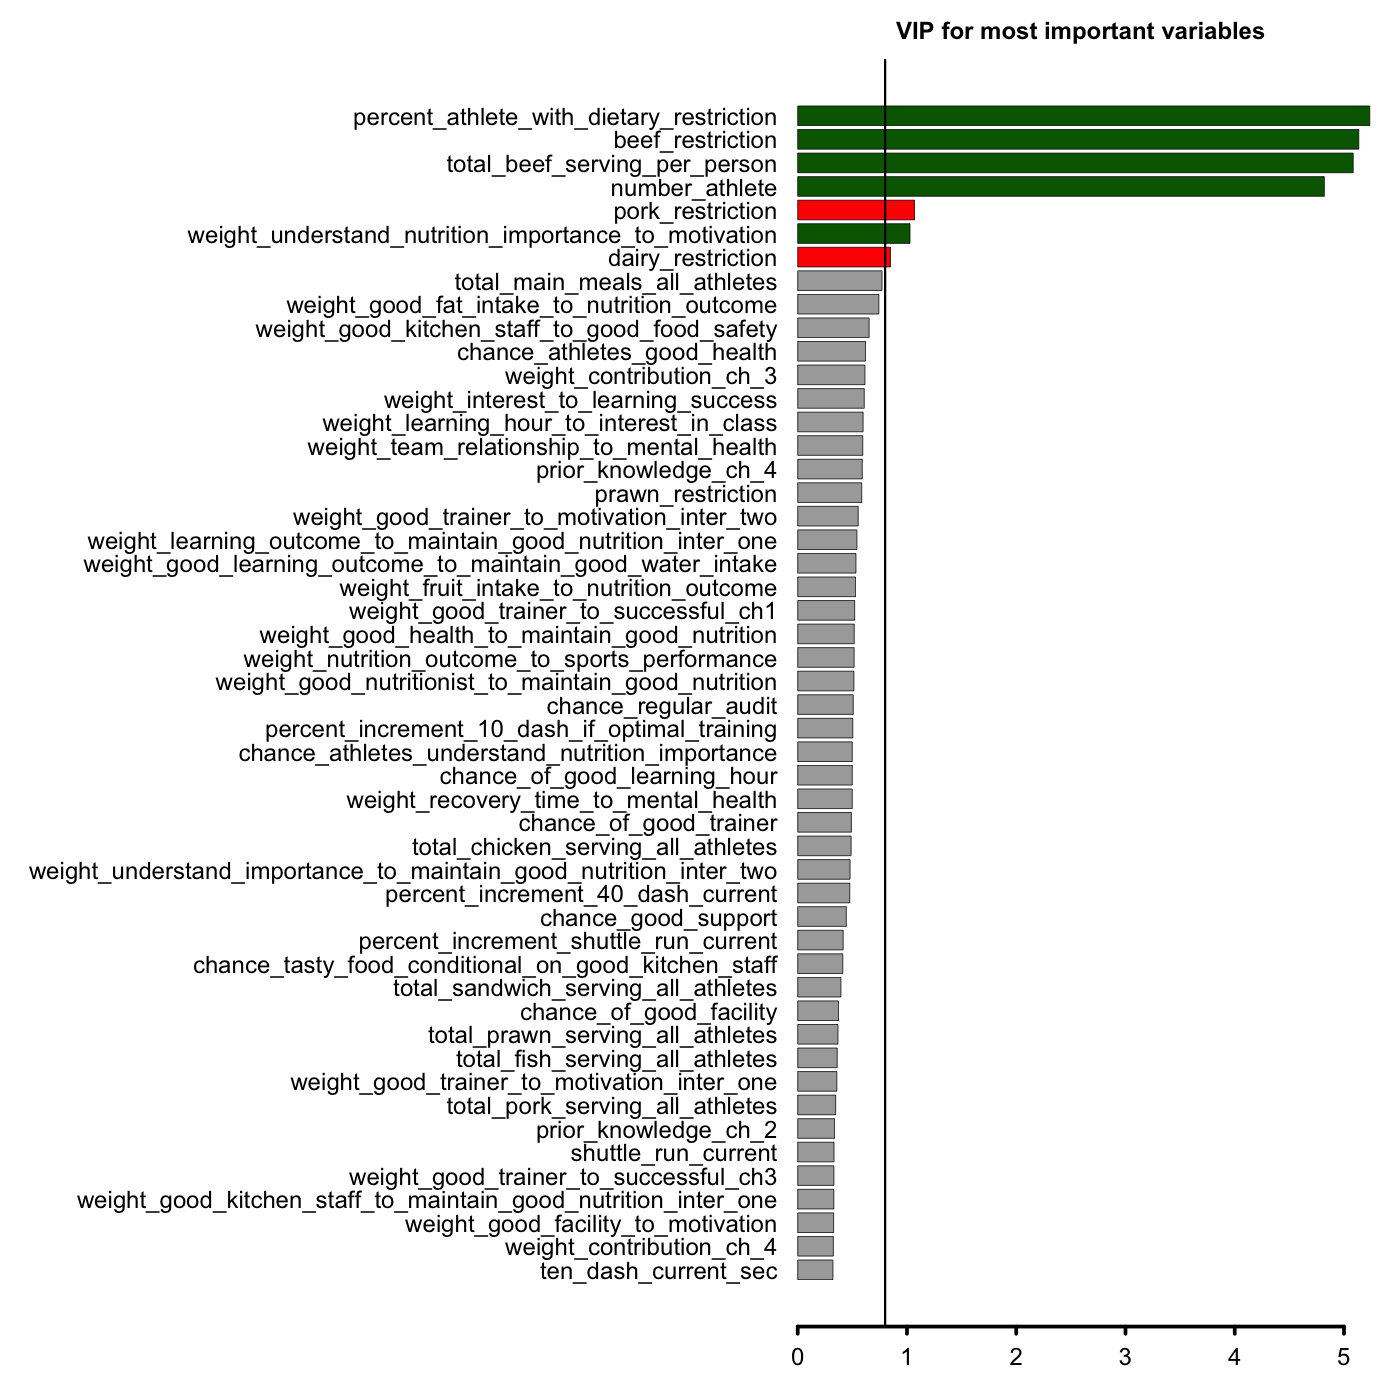 VIP for most important variables
percent_athlete_with_dietary_restriction
beef_restriction
total_beef_serving_per_person
number_athlete
pork_restriction
weight_understand_nutrition_importance_to_motivation
dairy_restriction
total_main_meals_all_athletes
weight_good_fat_intake_to_nutrition_outcome
weight_good_kitchen_staff_to_good_food_safety
chance_athletes_good_health
weight_contribution_ch_3
weight_interest_to_learning_success
weight_learning_hour_to_interest_in_class
weight_team_relationship_to_mental_health
prior_knowledge_ch_4
prawn_restriction
weight_good_trainer_to_motivation_inter_two
weight_learning_outcome_to_maintain_good_nutrition_inter_one
weight_good_learning_outcome_to_maintain_good_water_intake
weight_fruit_intake_to_nutrition_outcome
weight_good_trainer_to_successful_ch1
weight_good_health_to_maintain_good_nutrition
weight_nutrition_outcome_to_sports_performance
weight_good_nutritionist_to_maintain_good_nutrition
chance_regular_audit
percent_increment_10_dash_if_optimal_training
chance_athletes_understand_nutrition_importance
chance_of_good_learning_hour
weight_recovery_time_to_mental_health
chance_of_good_trainer
total_chicken_serving_all_athletes
weight_understand_importance_to_maintain_good_nutrition_inter_two
percent_increment_40_dash_current
chance_good_support
percent_increment_shuttle_run_current
chance_tasty_food_conditional_on_good_kitchen_staff
total_sandwich_serving_all_athletes
chance_of_good_facility
total_prawn_serving_all_athletes
total_fish_serving_all_athletes
weight_good_trainer_to_motivation_inter_one
total_pork_serving_all_athletes
prior_knowledge_ch_2
shuttle_run_current
weight_good_trainer_to_successful_ch3
weight_good_kitchen_staff_to_maintain_good_nutrition_inter_one
weight_good_facility_to_motivation
weight_contribution_ch_4
ten_dash_current_sec
0 1 2 3 4 5